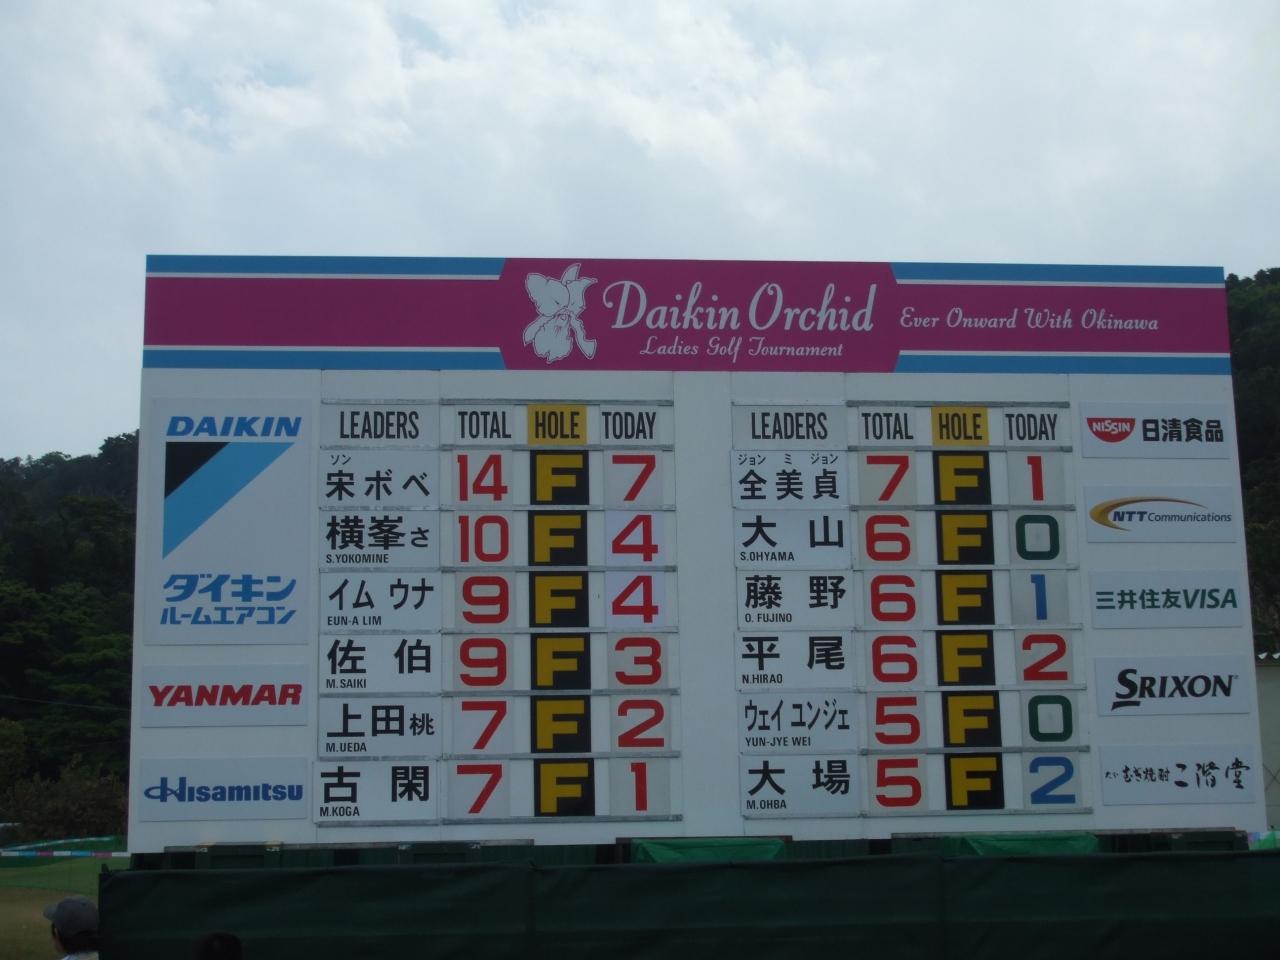 Daikin Orchid
Ladies Golf Tournament
Ever Onward With Okinawa
DAIKIN
ダイキン
ルームエアコン
YANMAR
Hisamitsu
LEADERS TOTAL HOLE TODAY
ソン
宋 ボベ 14 F 7
横峯さ 10 F 4
S.YOKOMINE
イム ウナ 9 F 4
EUN-A LIM
佐 伯 9 F 3
M.SAIKI
上田桃 7 F 2
M.UEDA
古 閑 7 F 1
M.KOGA
LEADERS TOTAL HOLE TODAY
ジョン ミ ジョン
全 美 貞 7 F 1
大 山 6 F 0
S.OHYAMA
藤 野 6 F 1
O.FUJINO
平 尾 6 F 2
N.HIRAO
ウェイ ユンジェ 5 F 0
YUN-JYE WEI
大 場 5 F 2
M.OHBA
NISSIN 日清食品
NTT Communications
三井住友VISA
SRIXON
むぎ焼酎 二階堂